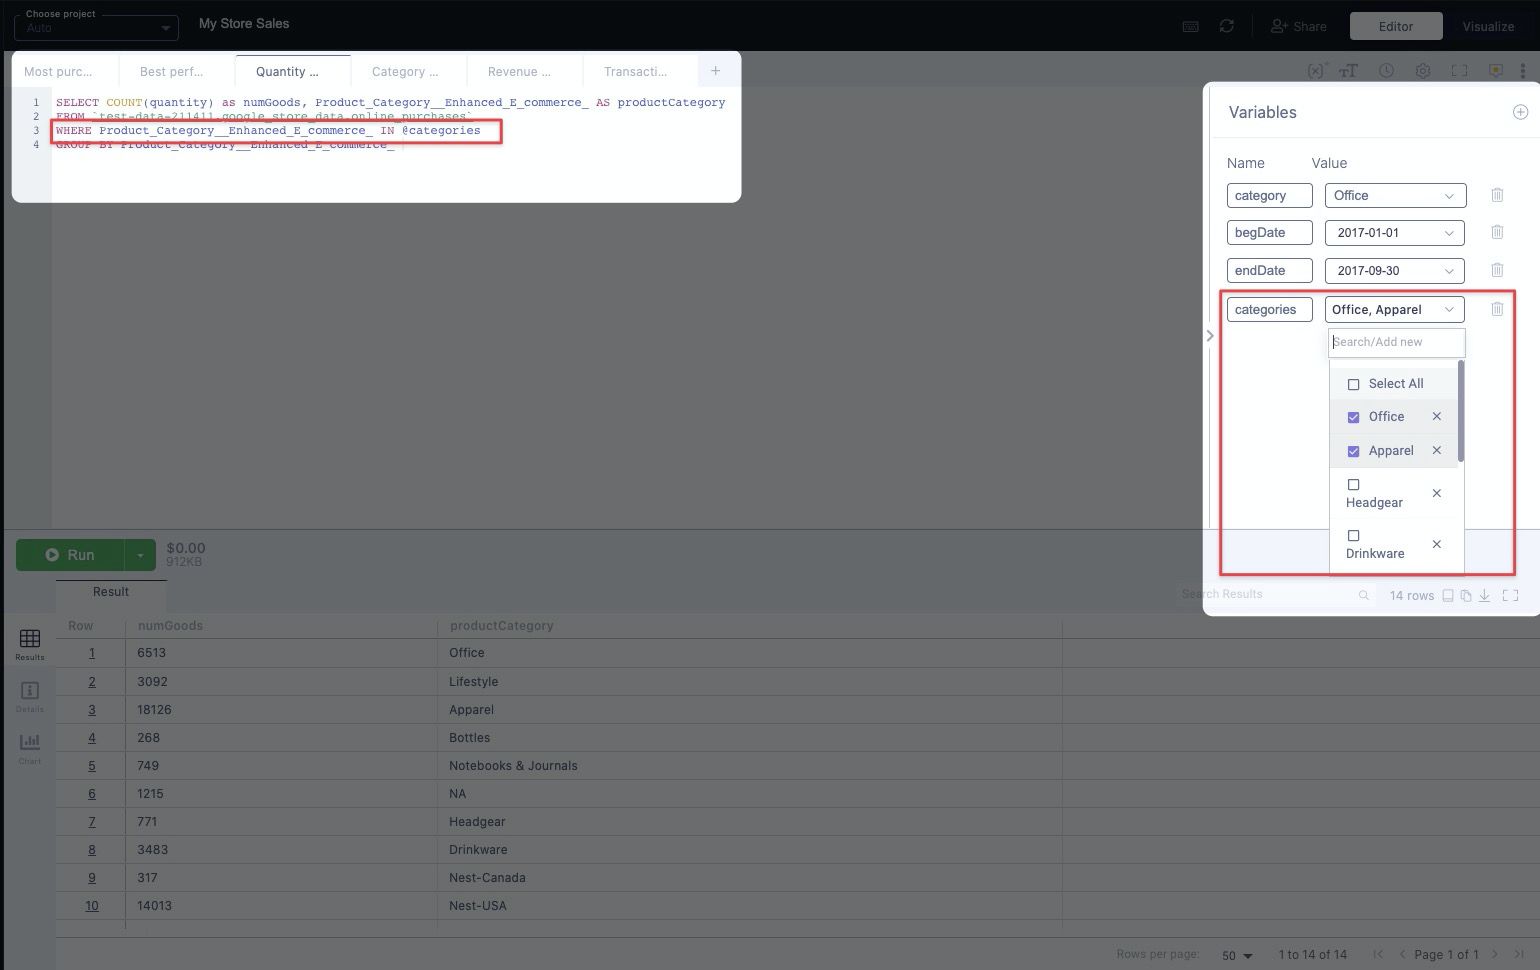 Choose project
Auto
My Store Sales
Share
Editor
Visualize
Most purc...
Best perf...
Quantity ...
Category ...
Revenue ...
Transacti...
+
1 SELECT COUNT(quantity) as numGoods, Product_Category__Enhanced_E_commerce_ AS productCategory
2 FROM `test-data-211411.google_store_data.online_purchases`
3 WHERE Product_Category__Enhanced_E_commerce_ IN @categories
4 GROUP BY Product_Category__Enhanced_E_commerce_
Variables
Name Value
category Office
begDate 2017-01-01
endDate 2017-09-30
categories Office, Apparel
Search/Add new
Select All
Office
Apparel
Headgear
Drinkware
Run
$0.00
912KB
Result
Search Results
14 rows
Results
Details
Chart
Row numGoods productCategory
1 6513 Office
2 3092 Lifestyle
3 18126 Apparel
4 268 Bottles
5 749 Notebooks & Journals
6 1215 NA
7 771 Headgear
8 3483 Drinkware
9 317 Nest-Canada
10 14013 Nest-USA
Rows per page: 50 1 to 14 of 14 Page 1 of 1